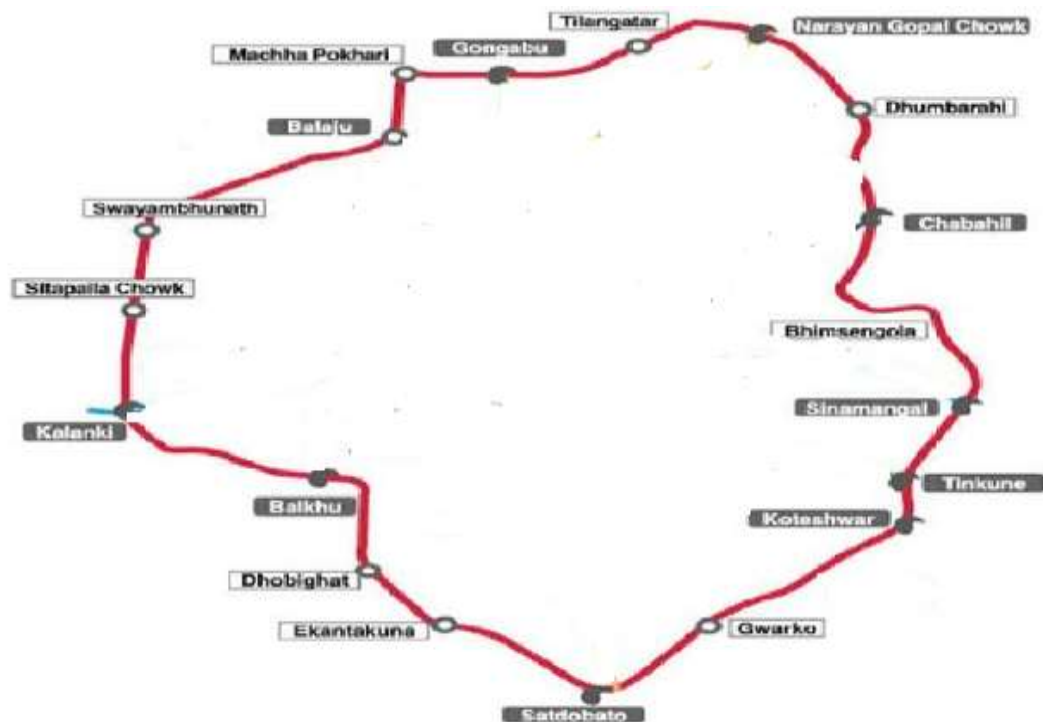 Tilangatar
Narayan Gopal Chowk
Gongabu
Machha Pokhari
Dhumbarahi
Balaju
Swayambhunath
Chabahil
Sitapaila Chowk
Bhimsengola
Sinamangal
Kalanki
Tinkune
Balkhu
Koteshwar
Dhobighat
Ekantakuna
Gwarko
Satdobato